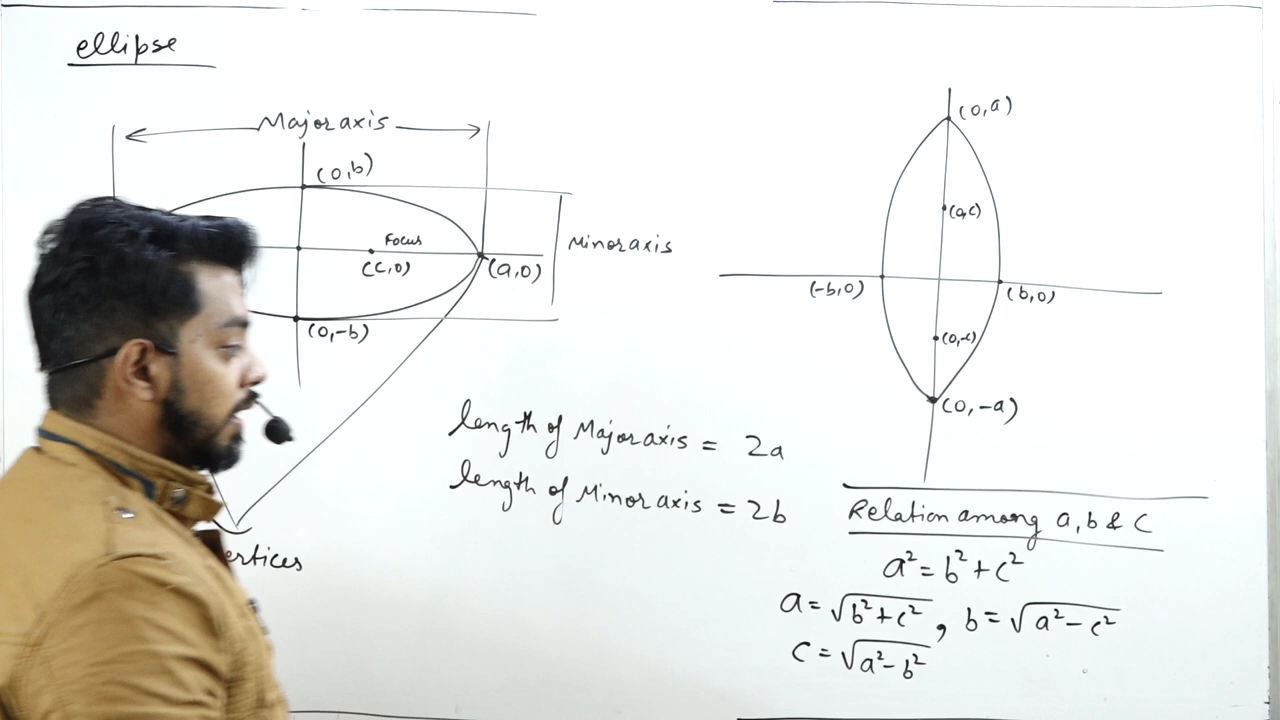 ellipse
Major axis
(0,b)
Focus
(c,0)
(a,0)
Minor axis
(0,-b)
ertices
length of Major axis = 2a
length of Minor axis = 2b
(0,a)
(0,c)
(-b,0)
(b,0)
(0,-c)
(0,-a)
Relation among a,b & c
a² = b² + c²
a = √b²+c² , b = √a²-c²
c = √a²-b²